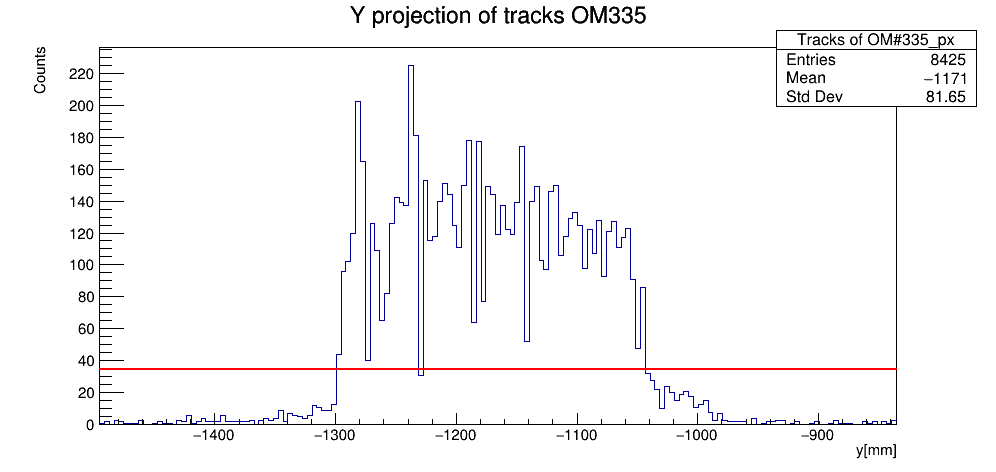 Y projection of tracks OM335
Tracks of OM#335_px
Entries 8425
Mean −1171
Std Dev 81.65
Counts
220
200
180
160
140
120
100
80
60
40
20
0
−1400 −1300 −1200 −1100 −1000 −900
y[mm]